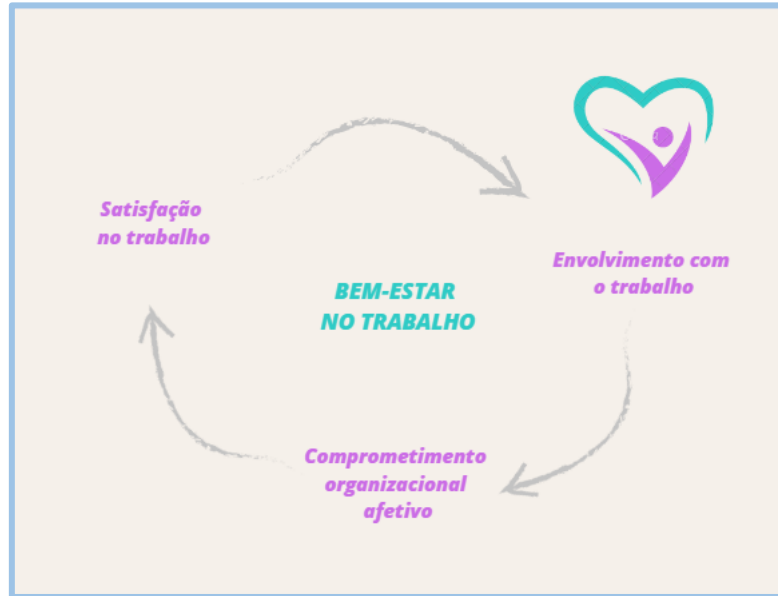 Satisfação
no trabalho
Envolvimento com
o trabalho
BEM-ESTAR
NO TRABALHO
Comprometimento
organizacional
afetivo